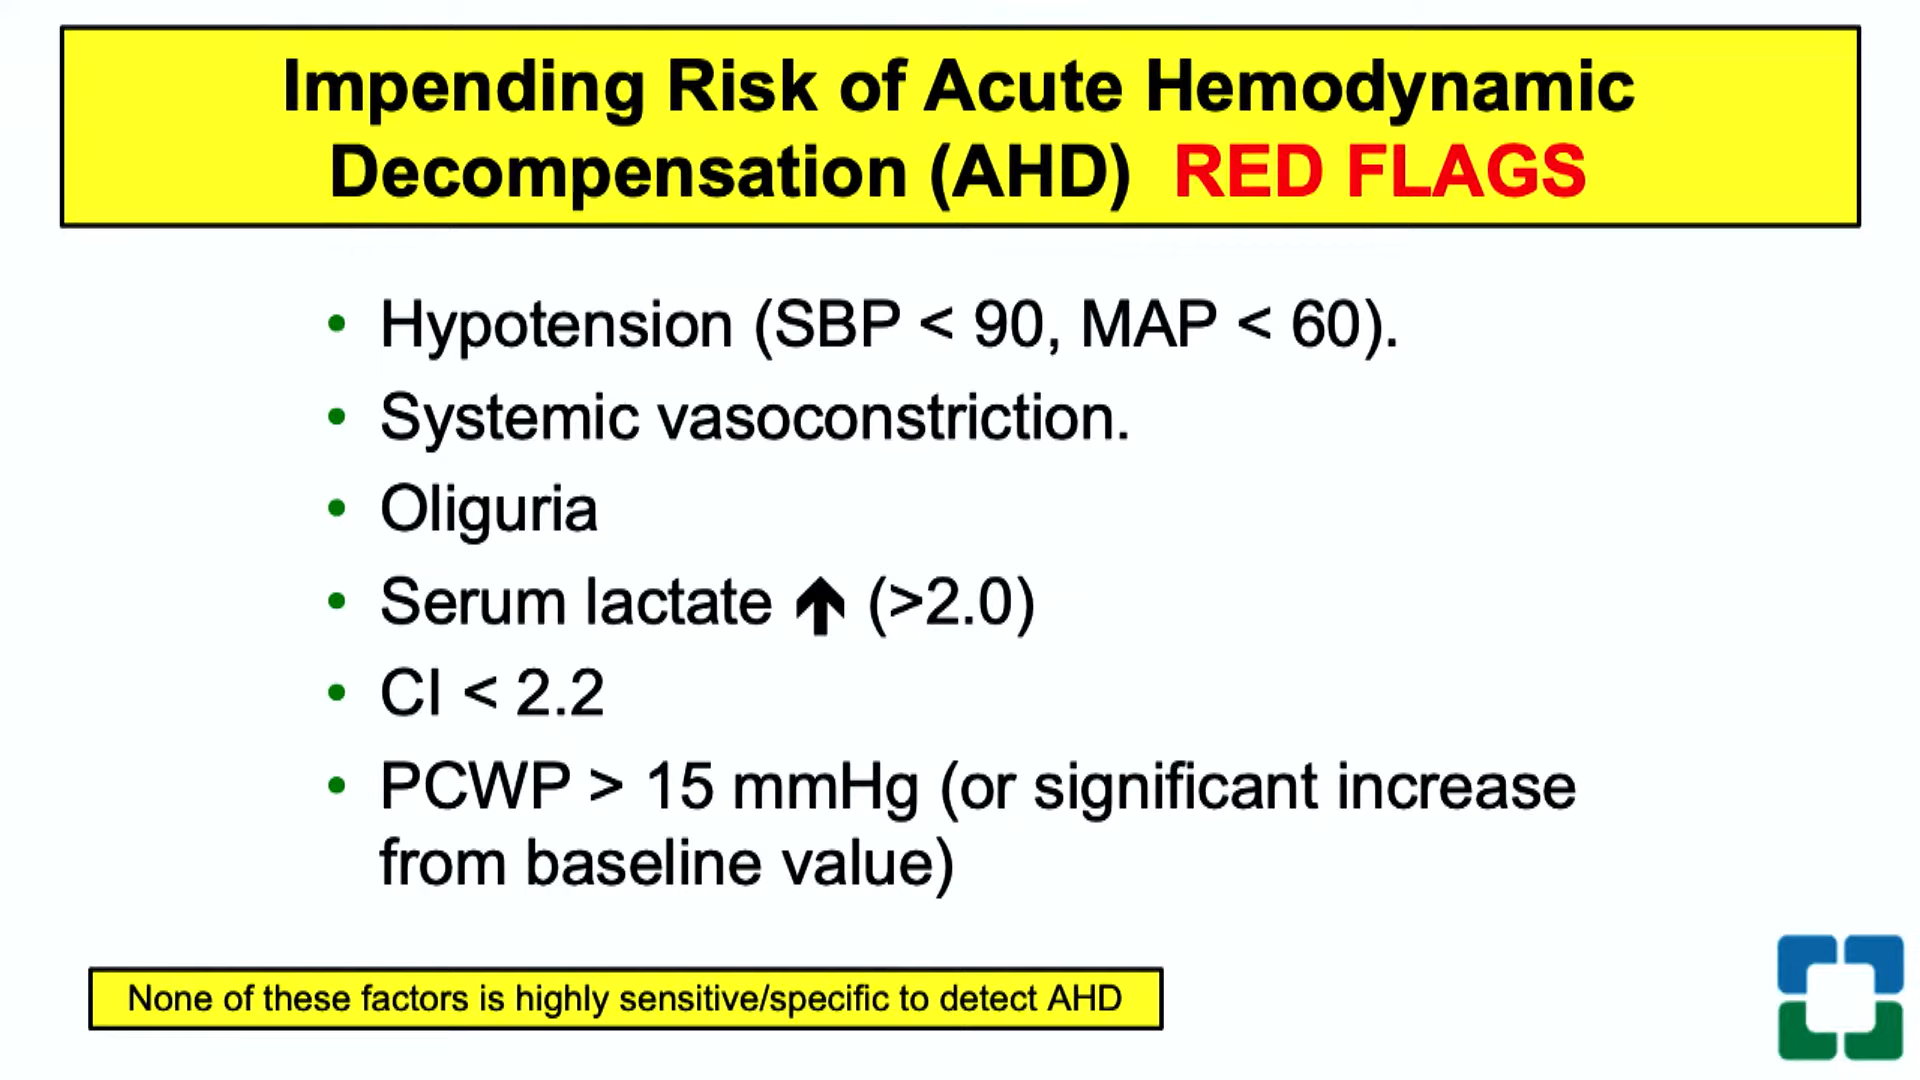 Impending Risk of Acute Hemodynamic
Decompensation (AHD) RED FLAGS
• Hypotension (SBP < 90, MAP < 60).
• Systemic vasoconstriction.
• Oliguria
• Serum lactate ↑ (>2.0)
• CI < 2.2
• PCWP > 15 mmHg (or significant increase
from baseline value)
None of these factors is highly sensitive/specific to detect AHD